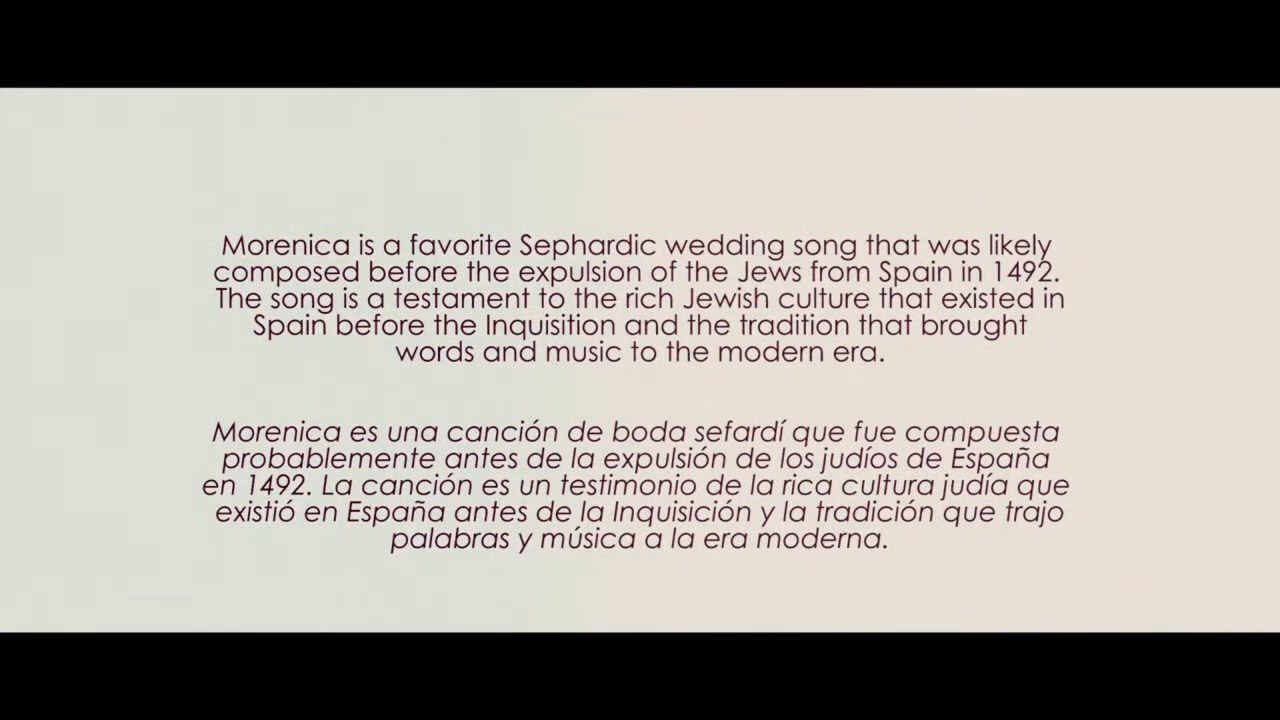 Morenica is a favorite Sephardic wedding song that was likely
composed before the expulsion of the Jews from Spain in 1492.
The song is a testament to the rich Jewish culture that existed in
Spain before the Inquisition and the tradition that brought
words and music to the modern era.
Morenica es una canción de boda sefardí que fue compuesta
probablemente antes de la expulsión de los judíos de España
en 1492. La canción es un testimonio de la rica cultura judía que
existió en España antes de la Inquisición y la tradición que trajo
palabras y música a la era moderna.